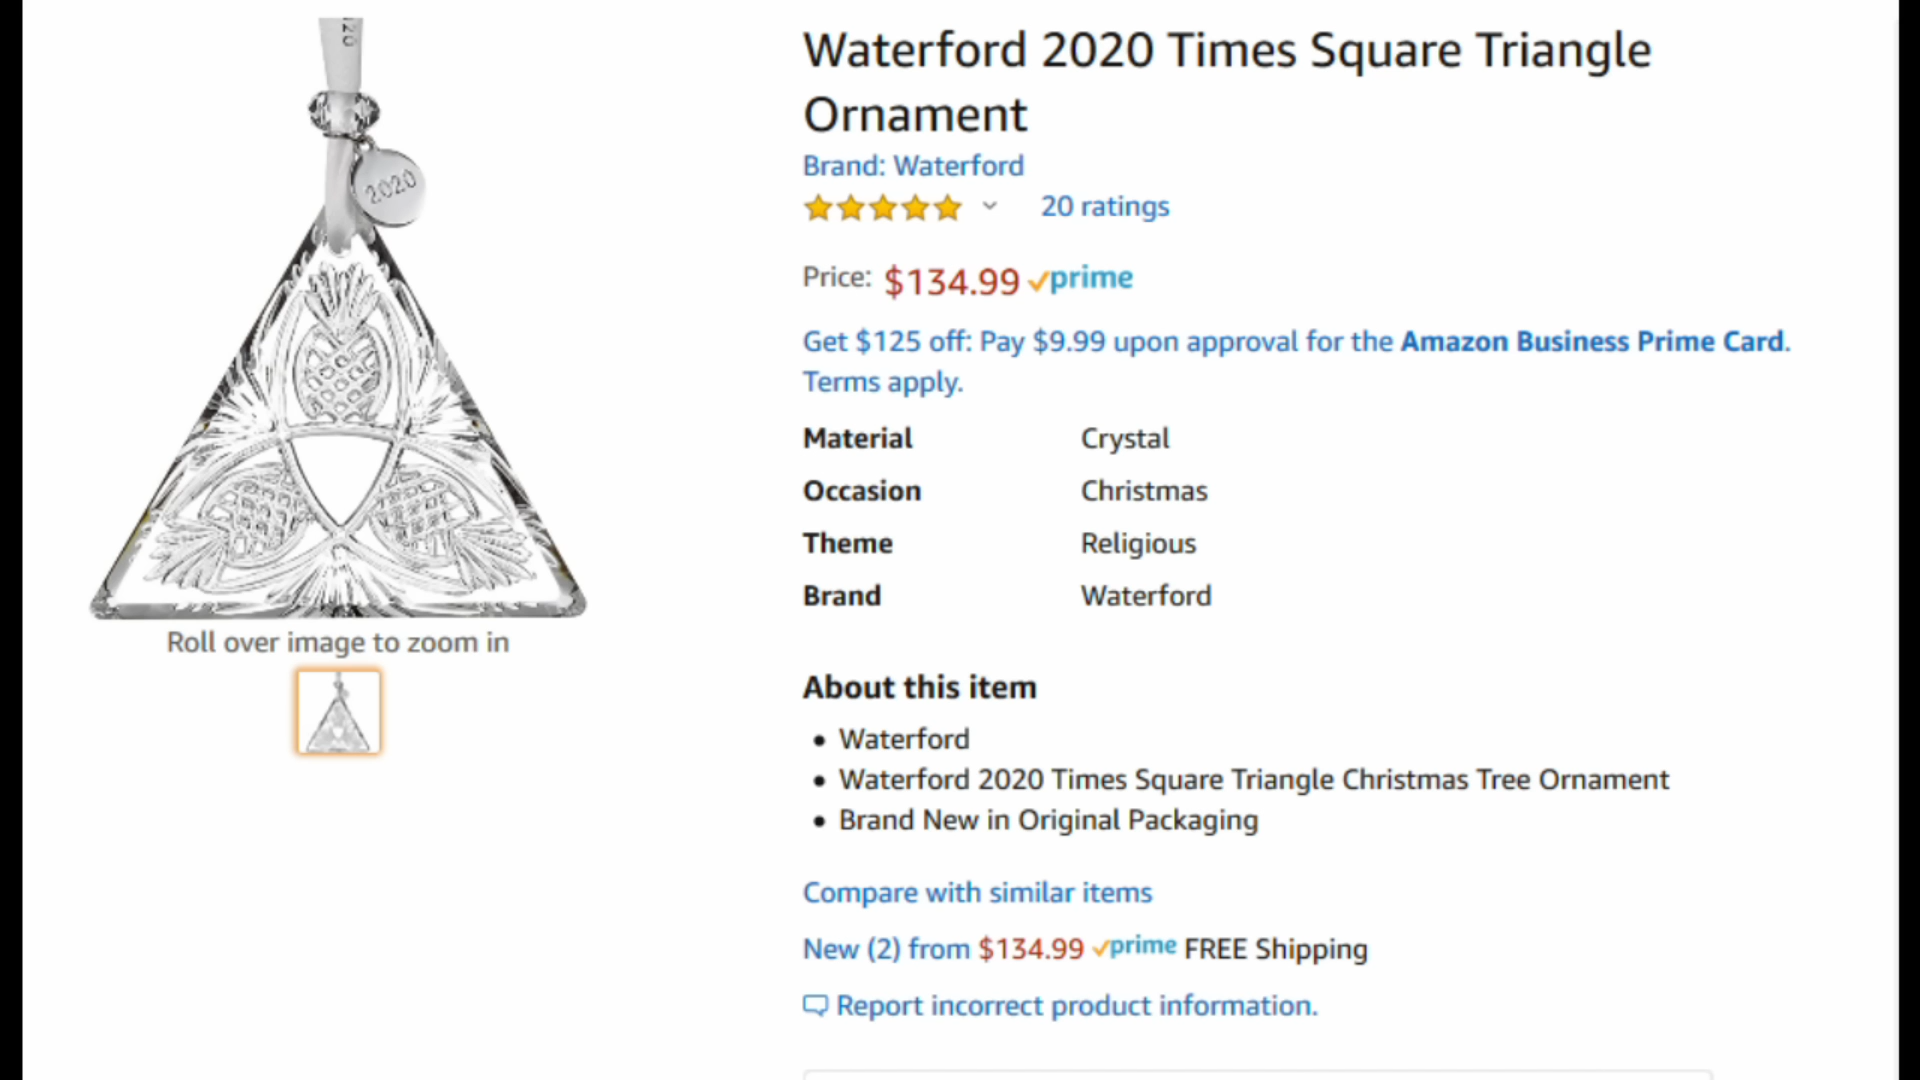 2020
Waterford 2020 Times Square Triangle
Ornament
Brand: Waterford
20 ratings
Price: $134.99 prime
Get $125 off: Pay $9.99 upon approval for the Amazon Business Prime Card.
Terms apply.
Material Crystal
Occasion Christmas
Theme Religious
Brand Waterford
About this item
• Waterford
• Waterford 2020 Times Square Triangle Christmas Tree Ornament
• Brand New in Original Packaging
Compare with similar items
New (2) from $134.99 prime FREE Shipping
Report incorrect product information.
Roll over image to zoom in